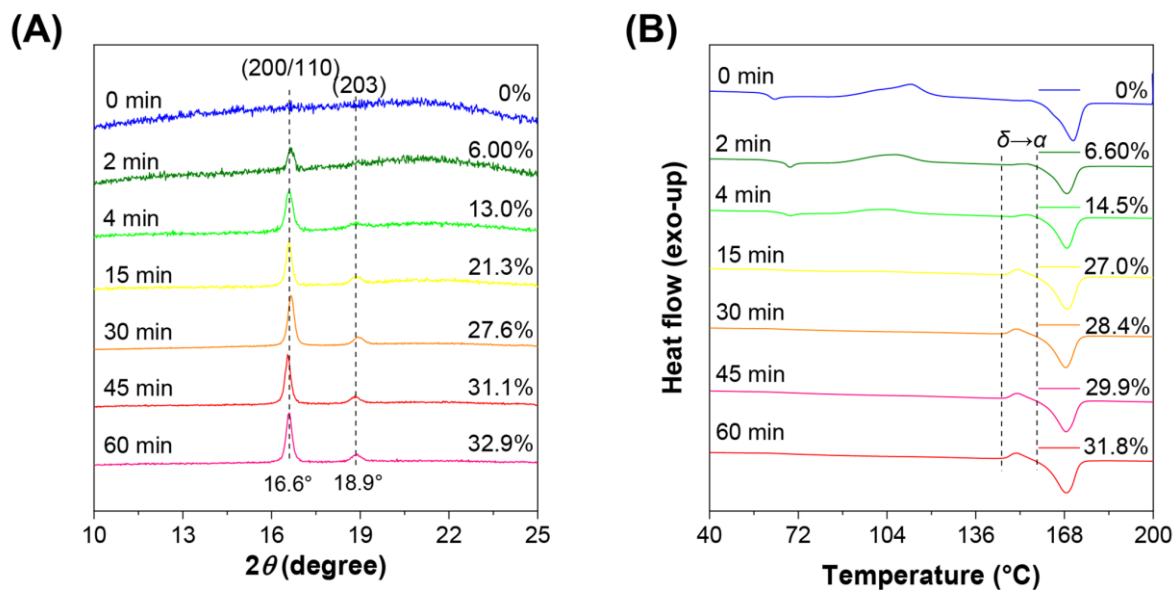 (A)
(200/110)
(203)
0 min
0%
2 min
6.00%
4 min
13.0%
15 min
21.3%
30 min
27.6%
45 min
31.1%
60 min
32.9%
16.6°
18.9°
10
13
16
19
22
25
2θ (degree)
(B)
Heat flow (exo-up)
0 min
0%
δ→α
2 min
6.60%
4 min
14.5%
15 min
27.0%
30 min
28.4%
45 min
29.9%
60 min
31.8%
40
72
104
136
168
200
Temperature (°C)